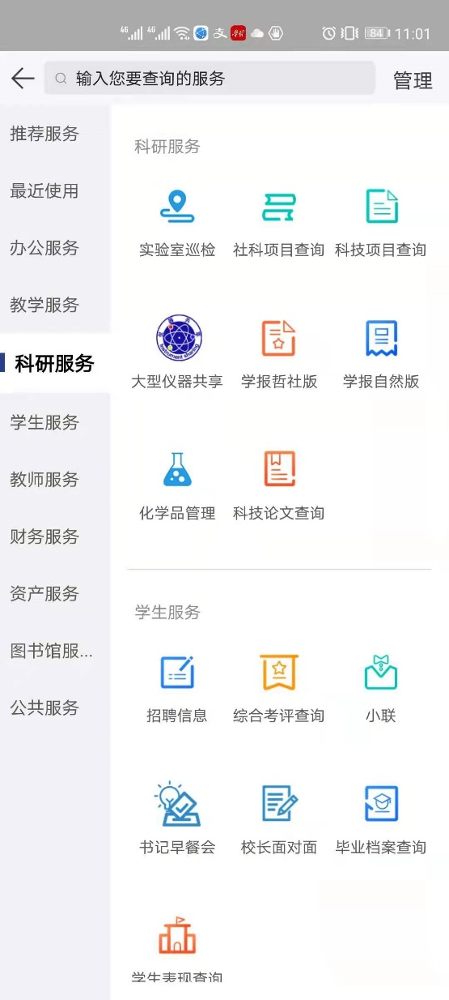 4G 4G 84 11:01
输入您要查询的服务 管理
推荐服务
最近使用
办公服务
教学服务
科研服务
学生服务
教师服务
财务服务
资产服务
图书馆服...
公共服务
科研服务
实验室巡检 社科项目查询 科技项目查询
大型仪器共享 学报哲社版 学报自然版
化学品管理 科技论文查询
学生服务
招聘信息 综合考评查询 小联
书记早餐会 校长面对面 毕业档案查询
学生表现查询